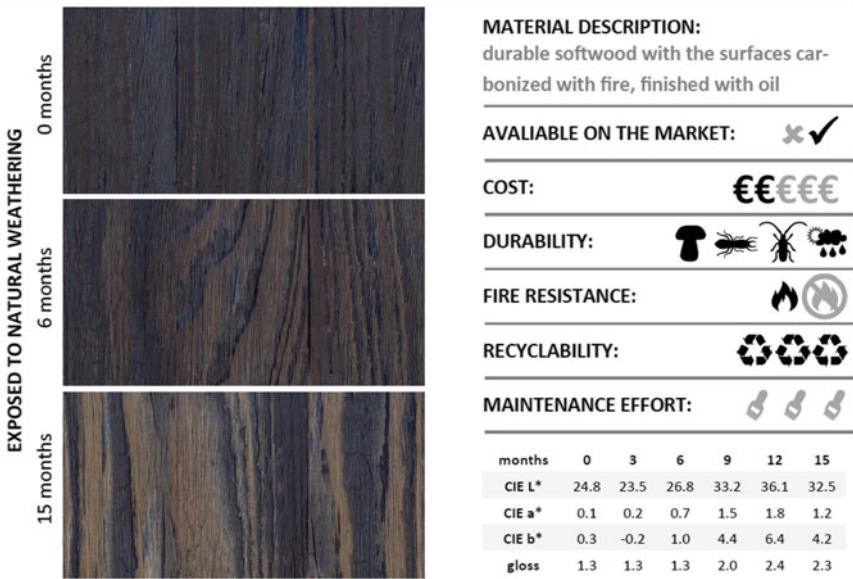 EXPOSED TO NATURAL WEATHERING
0 months
6 months
15 months
MATERIAL DESCRIPTION:
durable softwood with the surfaces car-
bonized with fire, finished with oil
AVALIABLE ON THE MARKET:
COST: €€€€€
DURABILITY:
FIRE RESISTANCE:
RECYCLABILITY:
MAINTENANCE EFFORT:
months 0 3 6 9 12 15
CIE L* 24.8 23.5 26.8 33.2 36.1 32.5
CIE a* 0.1 0.2 0.7 1.5 1.8 1.2
CIE b* 0.3 -0.2 1.0 4.4 6.4 4.2
gloss 1.3 1.3 1.3 2.0 2.4 2.3